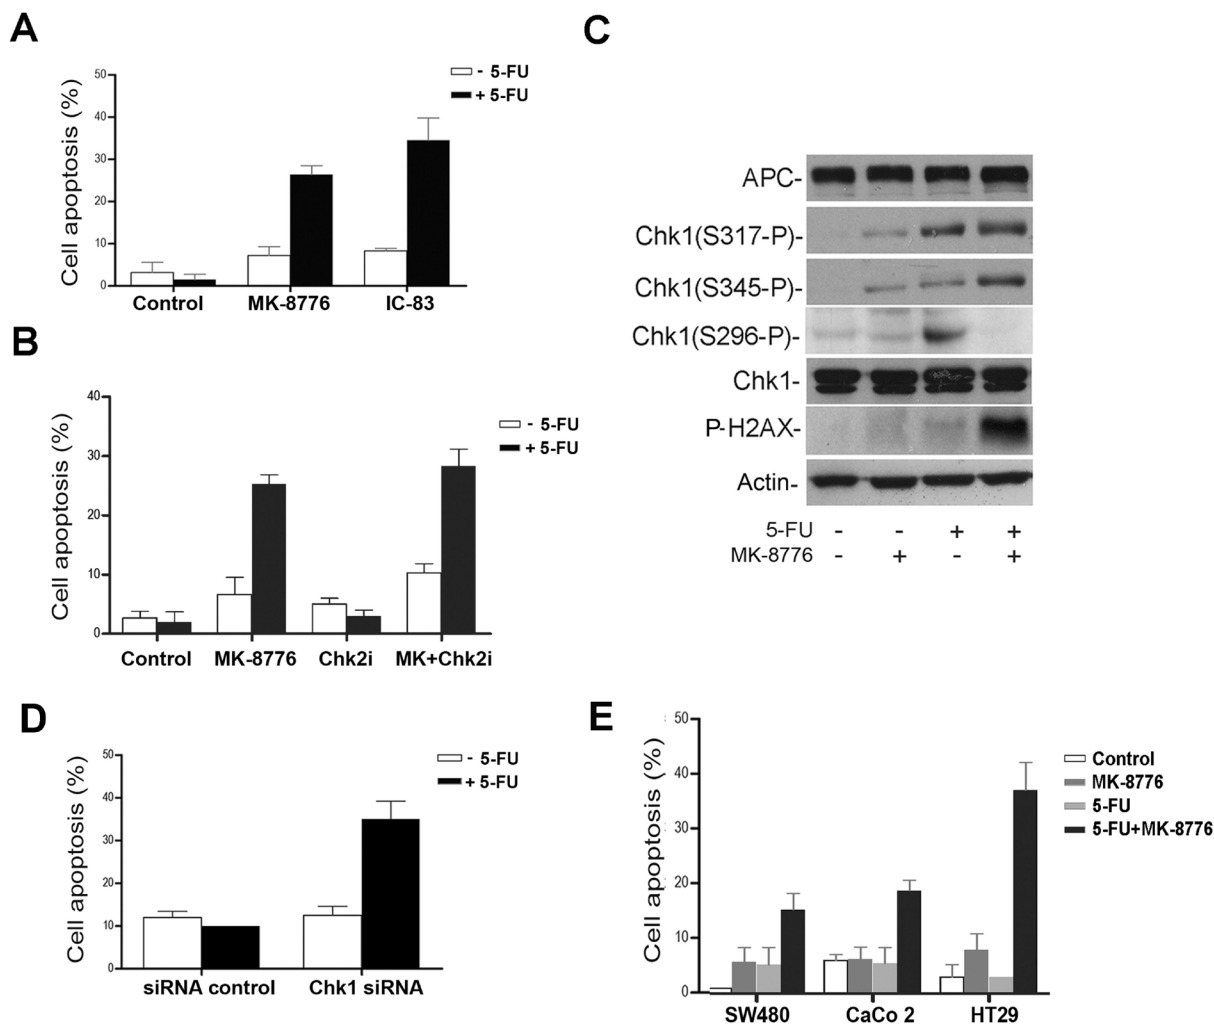 A
Cell apoptosis (%)
50
40
30
20
10
0
- 5-FU
+ 5-FU
Control MK-8776 IC-83
B
Cell apoptosis (%)
40
30
20
10
0
- 5-FU
+ 5-FU
Control MK-8776 Chk2i MK+Chk2i
C
APC-
Chk1(S317-P)-
Chk1(S345-P)-
Chk1(S296-P)-
Chk1-
P-H2AX-
Actin-
5-FU - - + +
MK-8776 - + - +
D
Cell apoptosis (%)
50
40
30
20
10
0
- 5-FU
+ 5-FU
siRNA control Chk1 siRNA
E
Cell apoptosis (%)
50
40
30
20
10
0
Control
MK-8776
5-FU
5-FU+MK-8776
SW480 CaCo 2 HT29